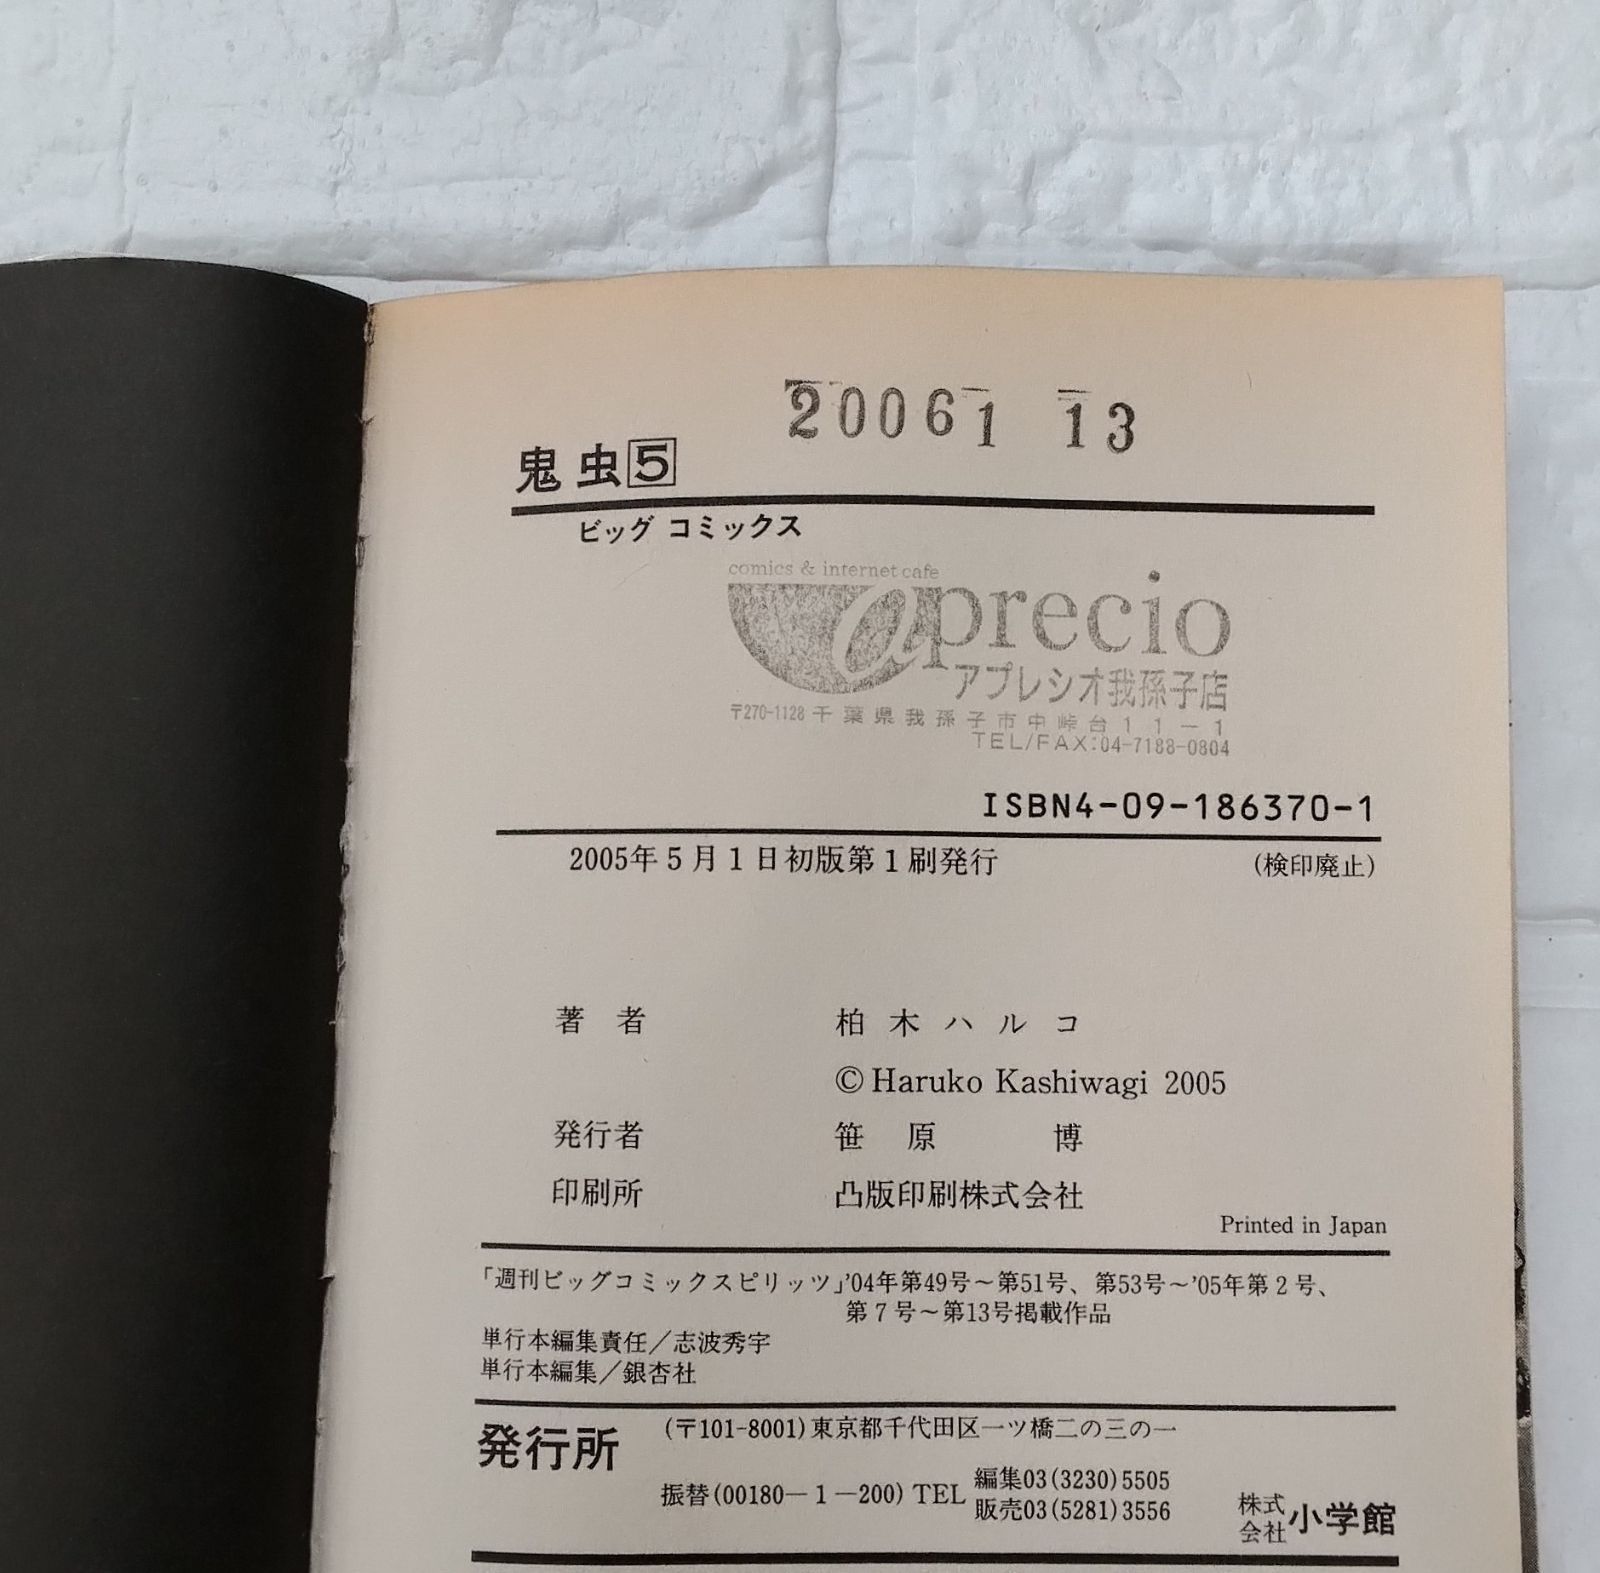 20061 13
鬼虫5
ビッグ コミックス
comics & internet cafe
aprecio
アプレシオ我孫子店
〒270-1128 千葉県我孫子市中峠台11-1
TEL/FAX:04-7188-0804
ISBN4-09-186370-1
2005年5月1日初版第1刷発行 (検印廃止)
著者 柏木ハルコ
©Haruko Kashiwagi 2005
発行者 笹原 博
印刷所 凸版印刷株式会社
Printed in Japan
「週刊ビッグコミックスピリッツ」'04年第49号～第51号、第53号～'05年第2号、
第7号～第13号掲載作品
単行本編集責任／志波秀宇
単行本編集／銀杏社
発行所 (〒101-8001)東京都千代田区一ツ橋二の三の一
振替(00180―1―200) TEL 編集03(3230)5505
販売03(5281)3556
株式会社 小学館